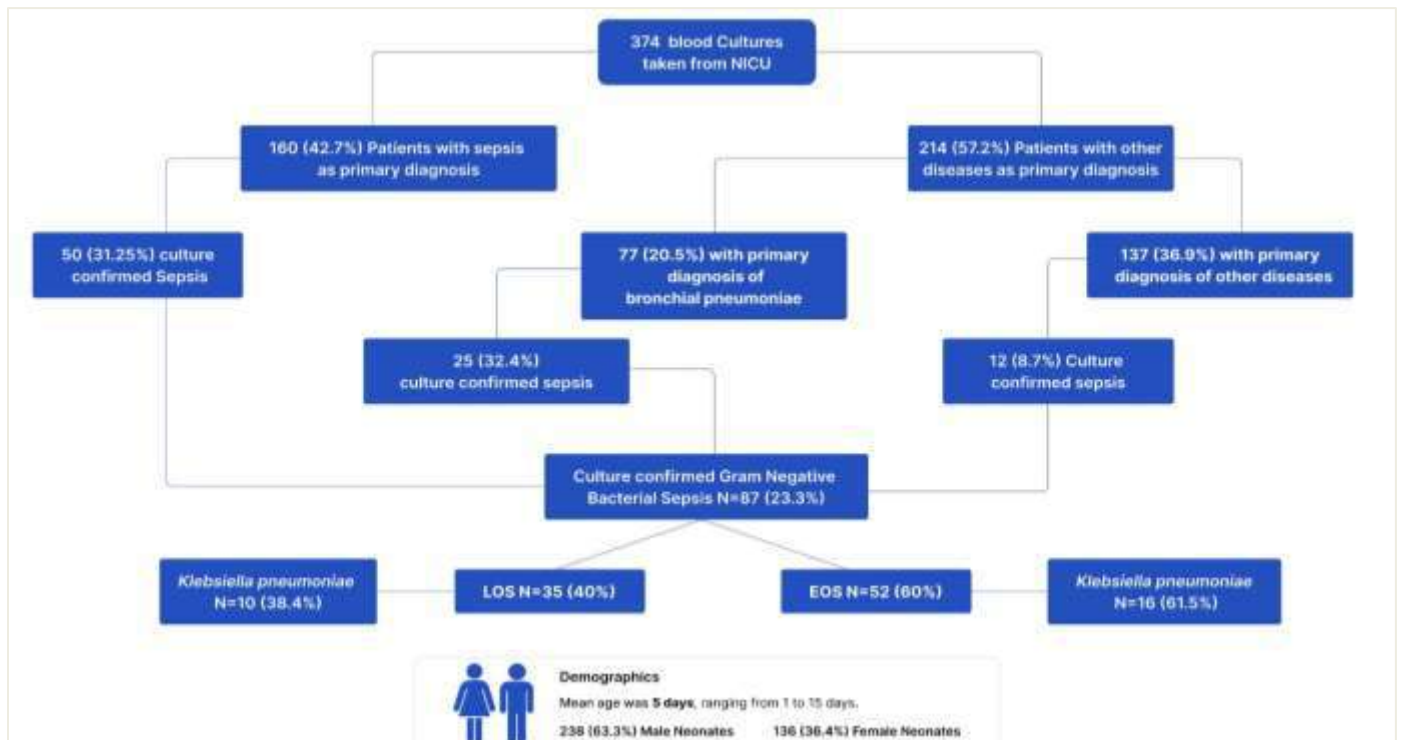 374 blood Cultures
taken from NICU
160 (42.7%) Patients with sepsis
as primary diagnosis
214 (57.2%) Patients with other
diseases as primary diagnosis
50 (31.25%) culture
confirmed Sepsis
77 (20.5%) with primary
diagnosis of
bronchial pneumoniae
137 (36.9%) with primary
diagnosis of other diseases
25 (32.4%)
culture confirmed sepsis
12 (8.7%) Culture
confirmed sepsis
Culture confirmed Gram Negative
Bacterial Sepsis N=87 (23.3%)
Klebsiella pneumoniae
N=10 (38.4%)
LOS N=35 (40%)
EOS N=52 (60%)
Klebsiella pneumoniae
N=16 (61.5%)
Demographics
Mean age was 5 days, ranging from 1 to 15 days.
238 (63.3%) Male Neonates
136 (36.4%) Female Neonates